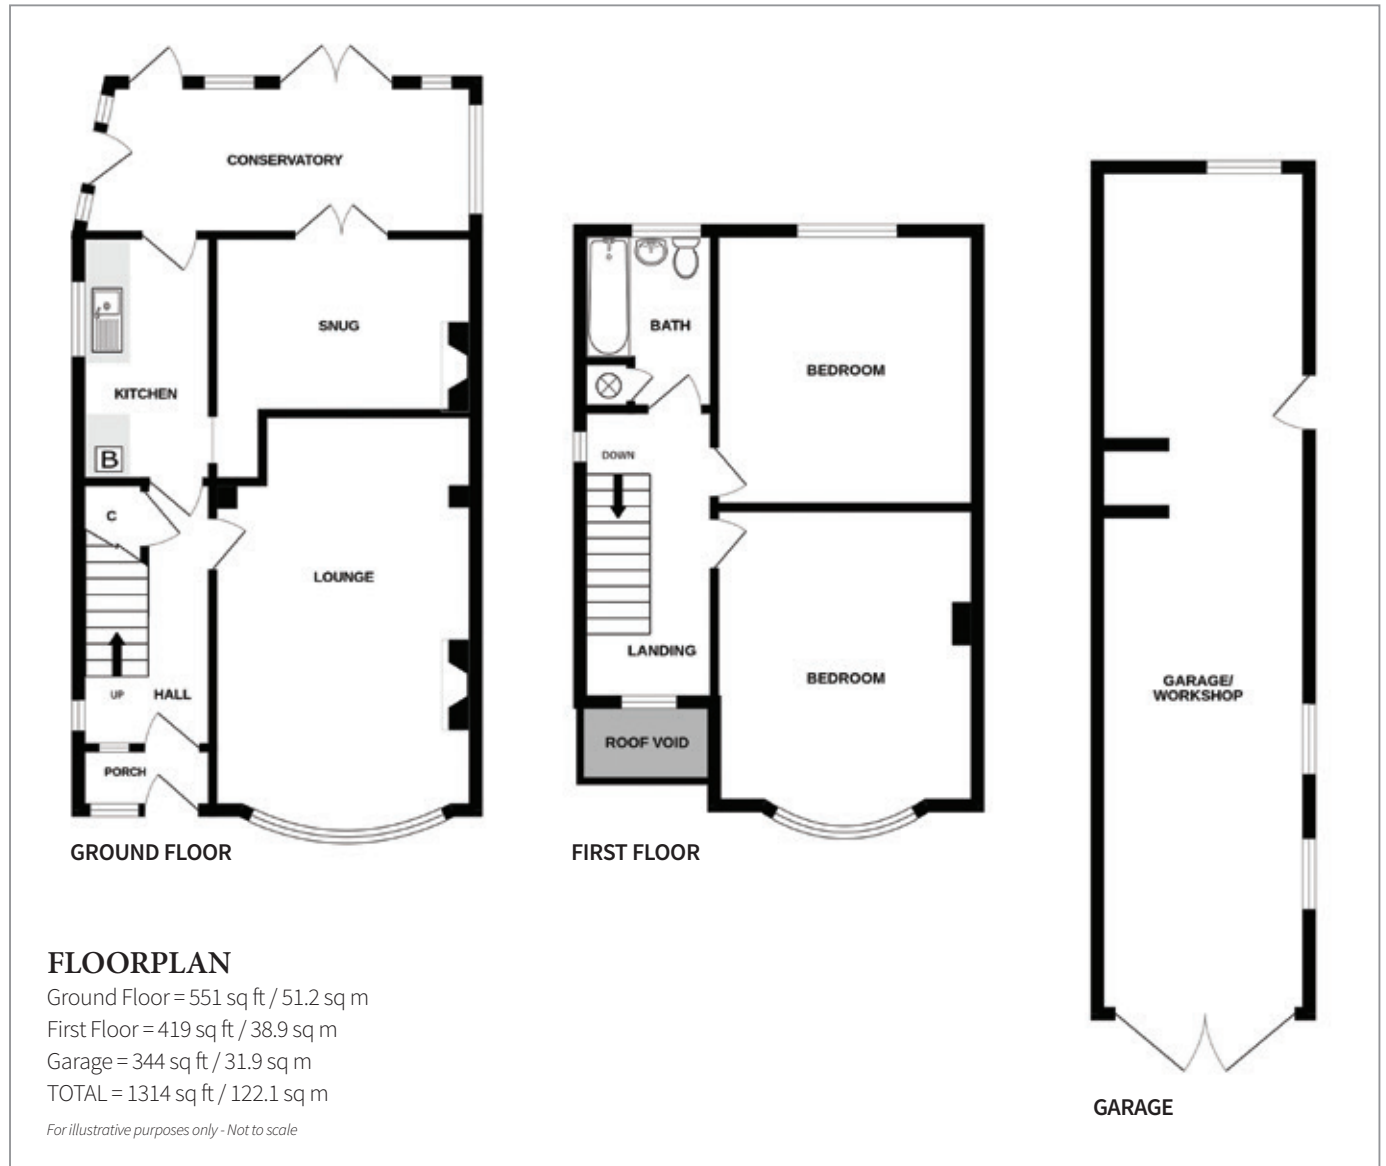 CONSERVATORY
SNUG
KITCHEN
B
C
LOUNGE
UP
HALL
PORCH
GROUND FLOOR
BATH
BEDROOM
DOWN
LANDING
BEDROOM
ROOF VOID
FIRST FLOOR
GARAGE/
WORKSHOP
GARAGE
FLOORPLAN
Ground Floor = 551 sq ft / 51.2 sq m
First Floor = 419 sq ft / 38.9 sq m
Garage = 344 sq ft / 31.9 sq m
TOTAL = 1314 sq ft / 122.1 sq m
For illustrative purposes only - Not to scale